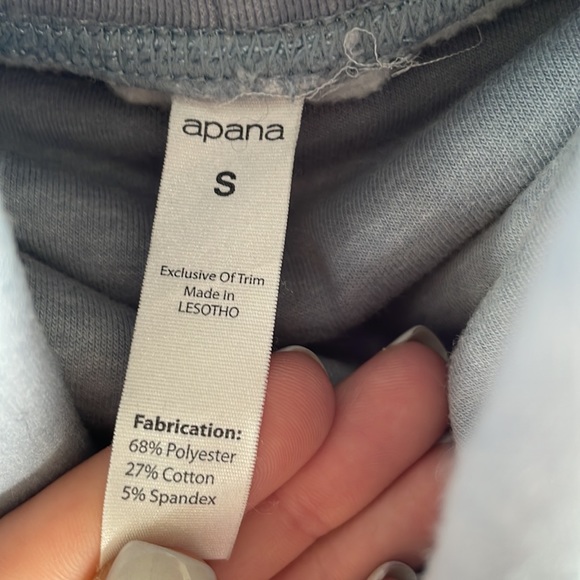 apana
S
Exclusive Of Trim
Made in
LESOTHO
Fabrication:
68% Polyester
27% Cotton
5% Spandex